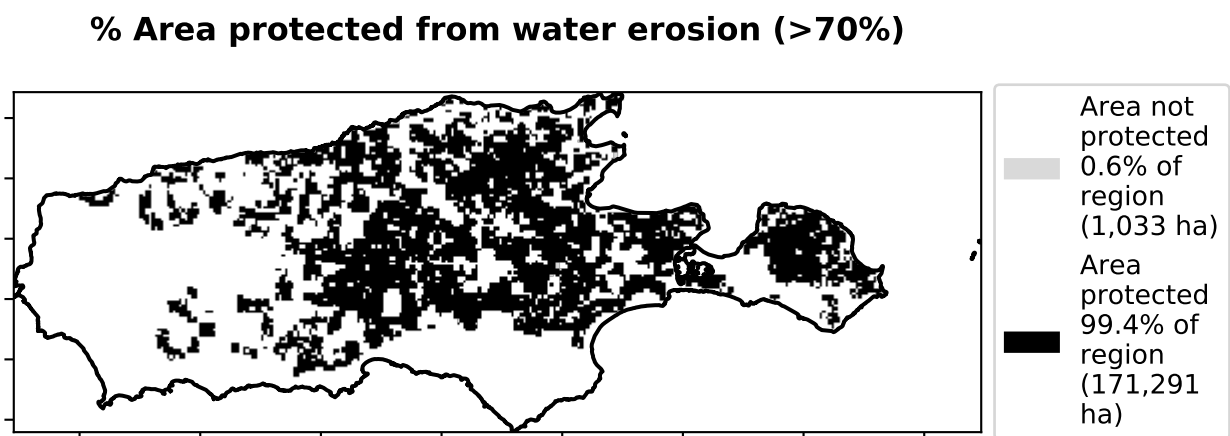 % Area protected from water erosion (>70%)
Area not
protected
0.6% of
region
(1,033 ha)
Area
protected
99.4% of
region
(171,291
ha)